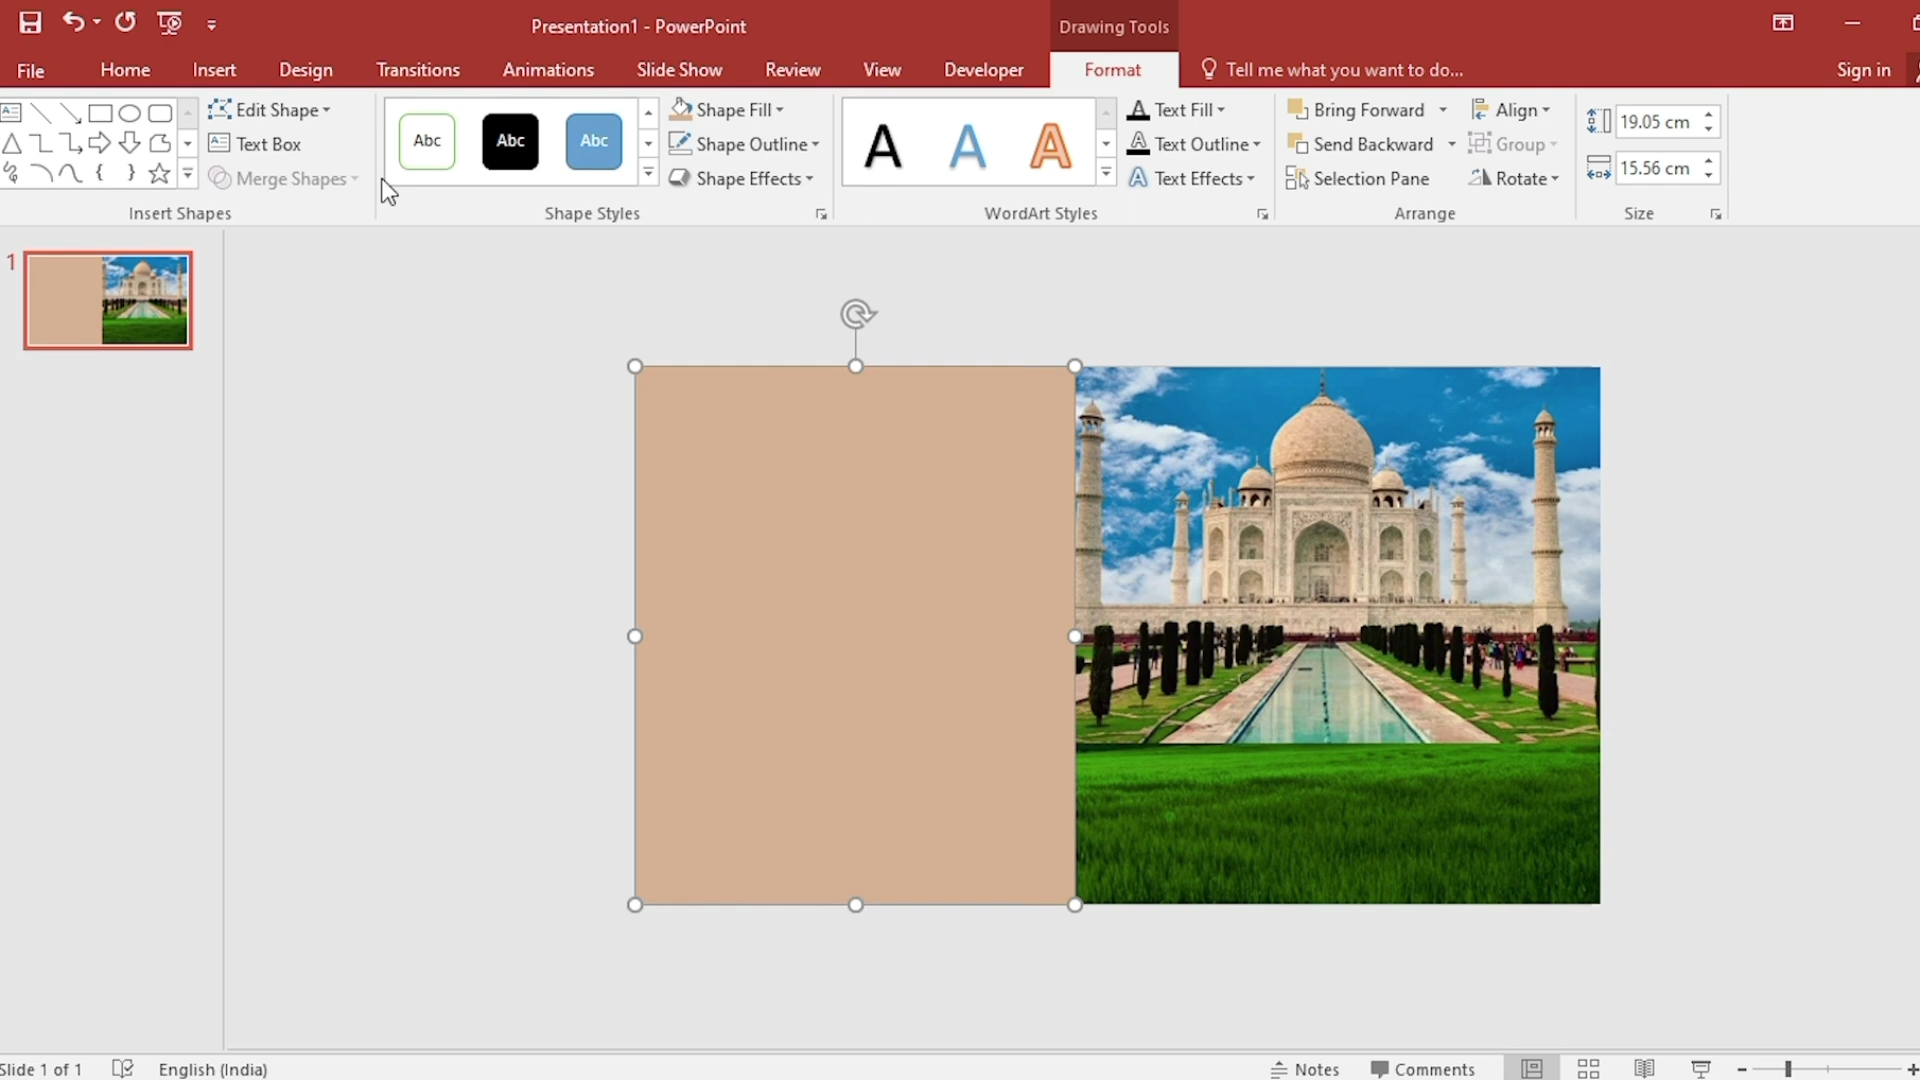 Presentation1 - PowerPoint
Drawing Tools
File Home Insert Design Transitions Animations Slide Show Review View Developer Format Tell me what you want to do... Sign in
Edit Shape
Text Box
Merge Shapes
Insert Shapes
Abc Abc Abc
Shape Fill
Shape Outline
Shape Effects
Shape Styles
A A A
Text Fill
Text Outline
Text Effects
WordArt Styles
Bring Forward
Send Backward
Selection Pane
Align
Group
Rotate
Arrange
19.05 cm
15.56 cm
Size
1
Slide 1 of 1 English (India) Notes Comments